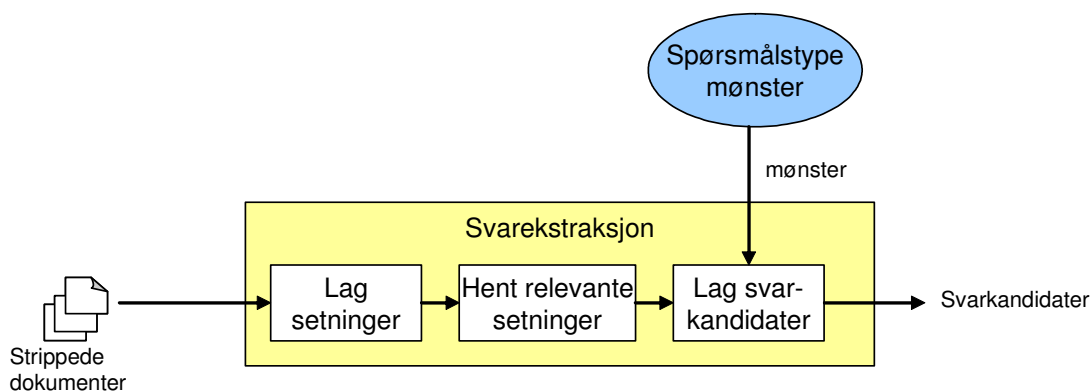 Spørsmålstype
mønster
mønster
Svarekstraksjon
Lag
setninger
Hent relevante
setninger
Lag svar-
kandidater
Svarkandidater
Strippede
dokumenter